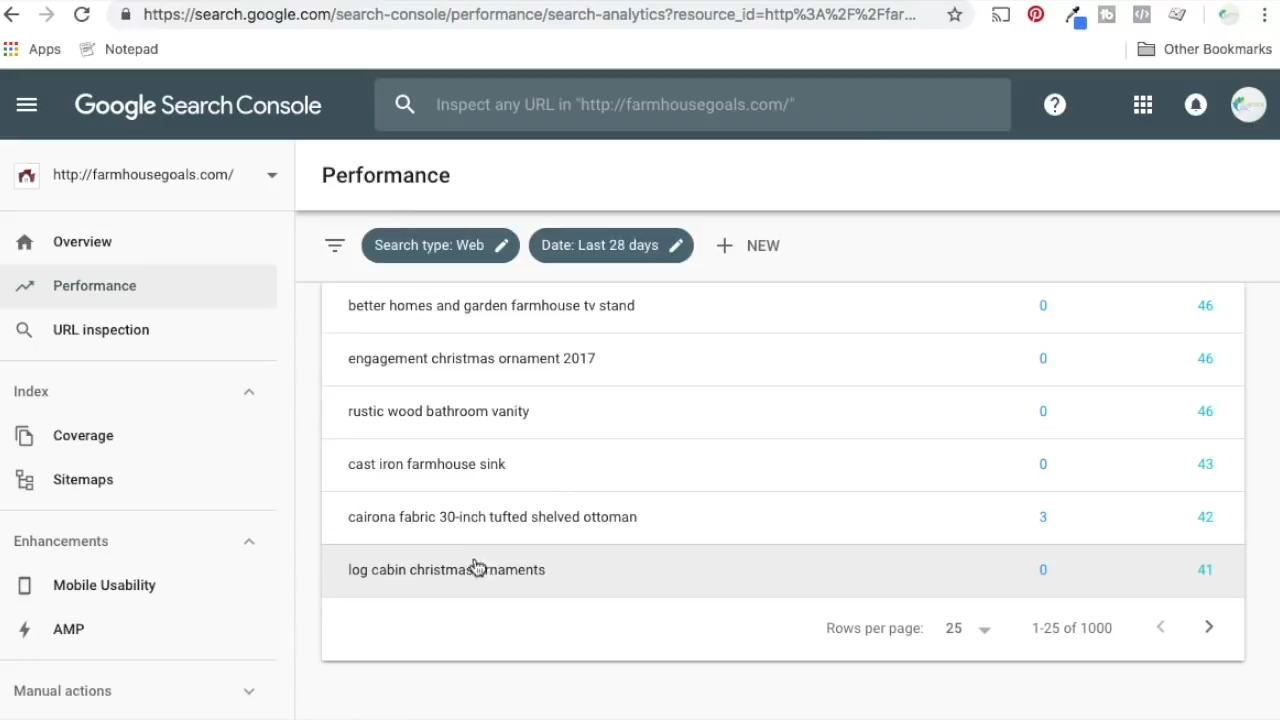 https://search.google.com/search-console/performance/search-analytics?resource_id=http%3A%2F%2Ffar...
Apps Notepad Other Bookmarks
Google Search Console Inspect any URL in "http://farmhousegoals.com/"
http://farmhousegoals.com/
Performance
Overview
Search type: Web Date: Last 28 days NEW
Performance
better homes and garden farmhouse tv stand 0 46
URL inspection
engagement christmas ornament 2017 0 46
Index
rustic wood bathroom vanity 0 46
Coverage
cast iron farmhouse sink 0 43
Sitemaps
cairona fabric 30-inch tufted shelved ottoman 3 42
Enhancements
log cabin christmas 0 41
Mobile Usability
AMP
Rows per page: 25 1-25 of 1000
Manual actions